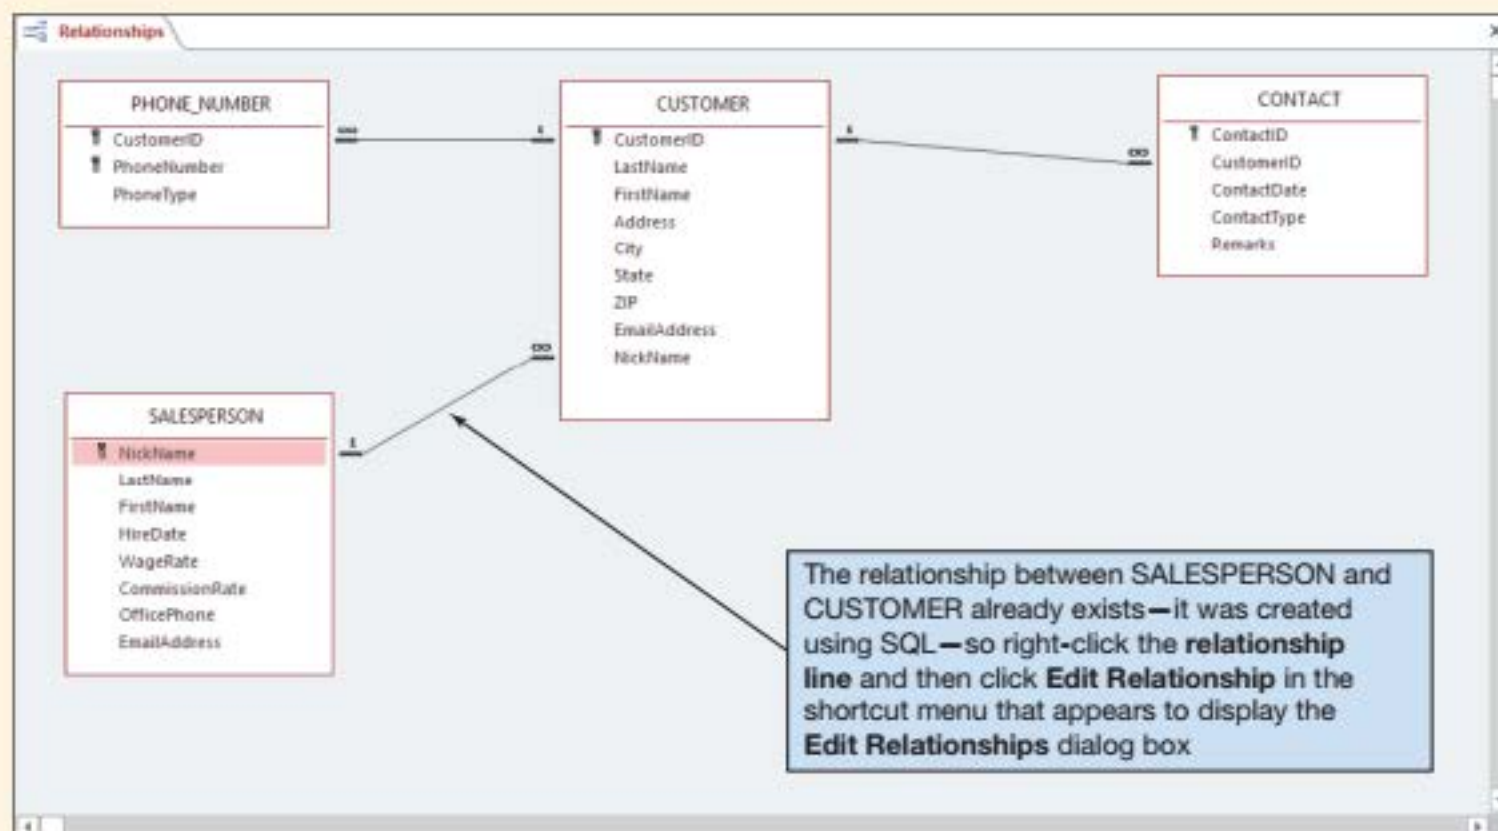 Relationships
PHONE_NUMBER
CustomerID
PhoneNumber
PhoneType
CUSTOMER
CustomerID
LastName
FirstName
Address
City
State
ZIP
EmailAddress
NickName
CONTACT
ContactID
CustomerID
ContactDate
ContactType
Remarks
∞
1
1
∞
∞
1
SALESPERSON
NickName
LastName
FirstName
HireDate
WageRate
CommissionRate
OfficePhone
EmailAddress
The relationship between SALESPERSON and
CUSTOMER already exists—it was created
using SQL—so right-click the relationship
line and then click Edit Relationship in the
shortcut menu that appears to display the
Edit Relationships dialog box